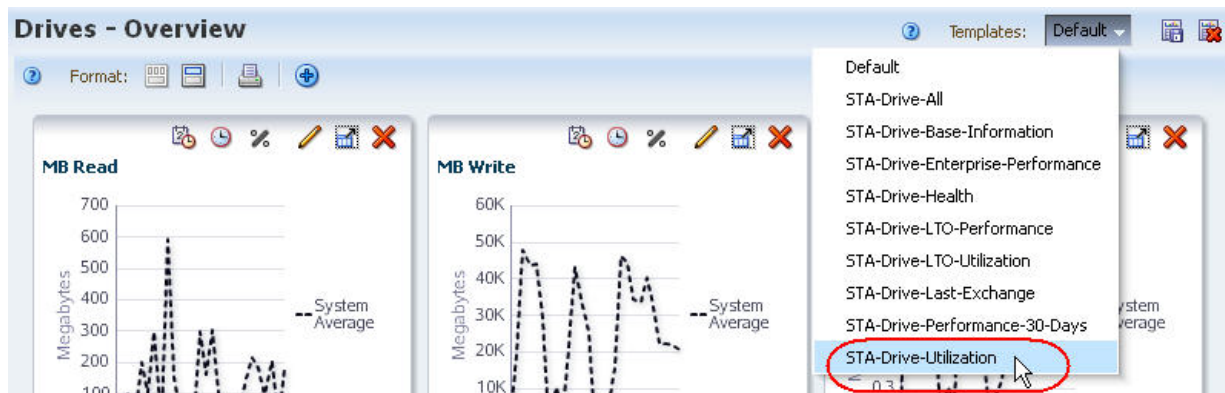 Drives - Overview
Templates: Default
Format:
Default
STA-Drive-All
STA-Drive-Base-Information
STA-Drive-Enterprise-Performance
STA-Drive-Health
STA-Drive-LTO-Performance
STA-Drive-LTO-Utilization
STA-Drive-Last-Exchange
STA-Drive-Performance-30-Days
STA-Drive-Utilization
MB Read
700
600
500
400
300
200
100
Megabytes
System
Average
MB Write
60K
50K
40K
30K
20K
10K
Megabytes
System
Average
0.3